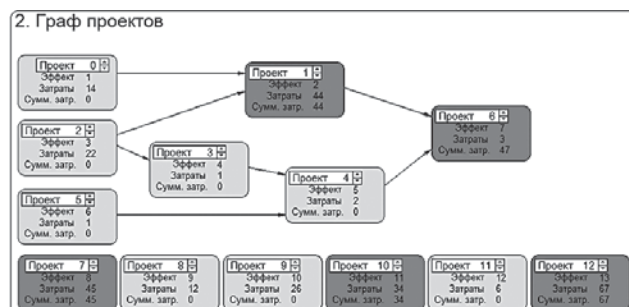 2. Граф проектов
Проект 0
Эффект 1
Затраты 14
Сумм. затр. 0
Проект 1
Эффект 2
Затраты 44
Сумм. затр. 44
Проект 2
Эффект 3
Затраты 22
Сумм. затр. 0
Проект 3
Эффект 4
Затраты 1
Сумм. затр. 0
Проект 4
Эффект 5
Затраты 2
Сумм. затр. 0
Проект 5
Эффект 6
Затраты 1
Сумм. затр. 0
Проект 6
Эффект 7
Затраты 3
Сумм. затр. 47
Проект 7
Эффект 8
Затраты 45
Сумм. затр. 45
Проект 8
Эффект 9
Затраты 12
Сумм. затр. 0
Проект 9
Эффект 10
Затраты 26
Сумм. затр. 0
Проект 10
Эффект 11
Затраты 34
Сумм. затр. 34
Проект 11
Эффект 12
Затраты 6
Сумм. затр. 0
Проект 12
Эффект 13
Затраты 67
Сумм. затр. 67